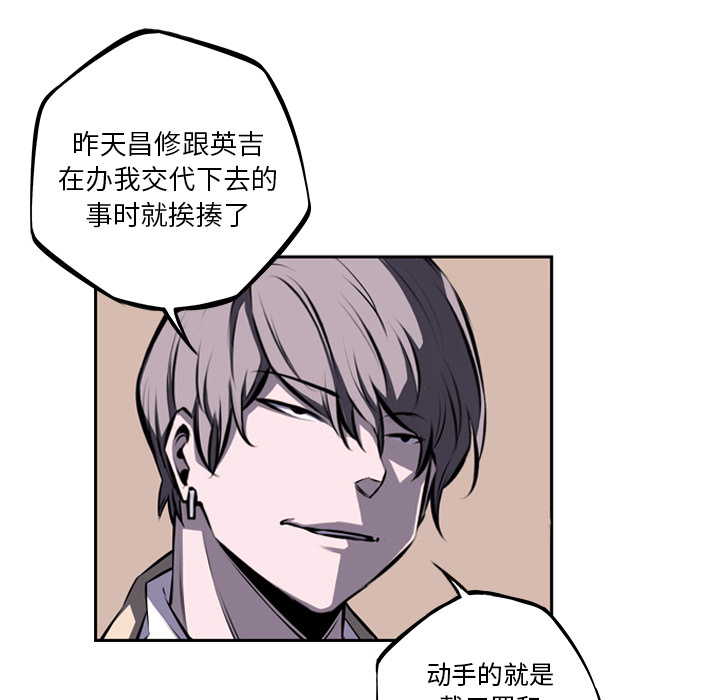 昨天昌修跟英吉
在办我交代下去的
事时就挨揍了
动手的就是